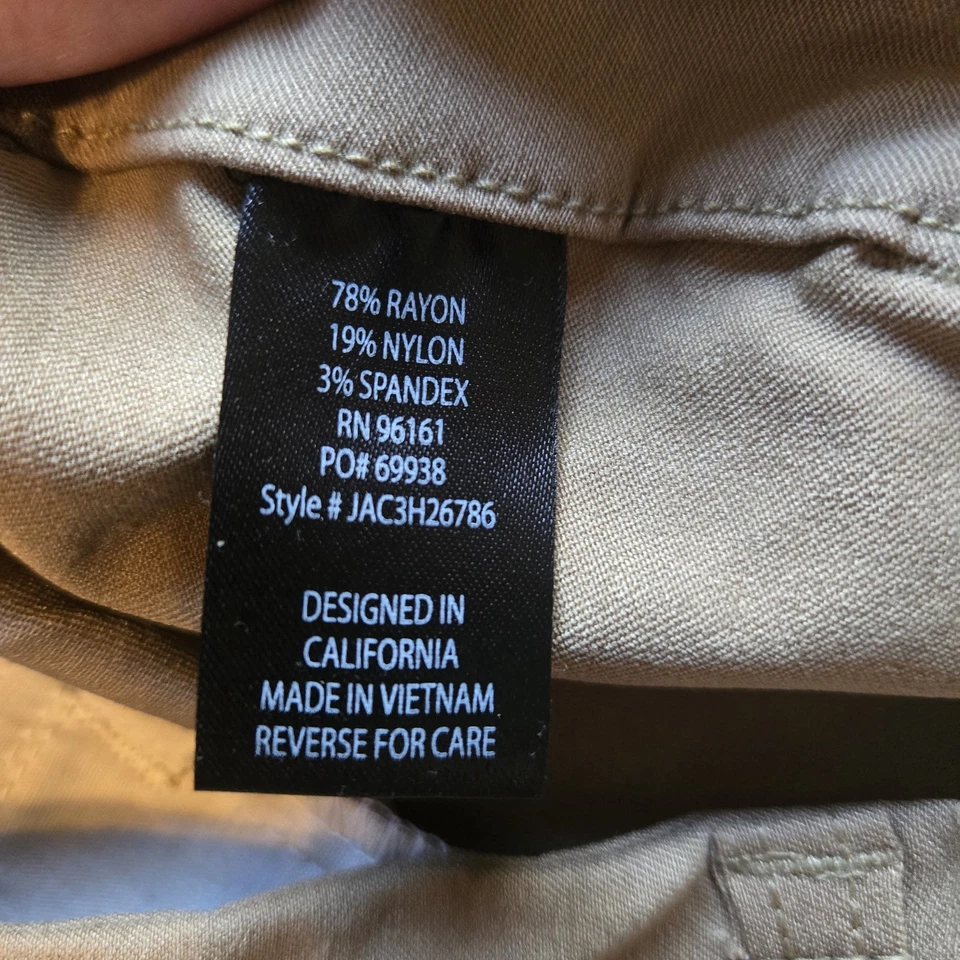 78% RAYON
19% NYLON
3% SPANDEX
RN 96161
PO# 69938
Style # JAC3H26786
DESIGNED IN
CALIFORNIA
MADE IN VIETNAM
REVERSE FOR CARE